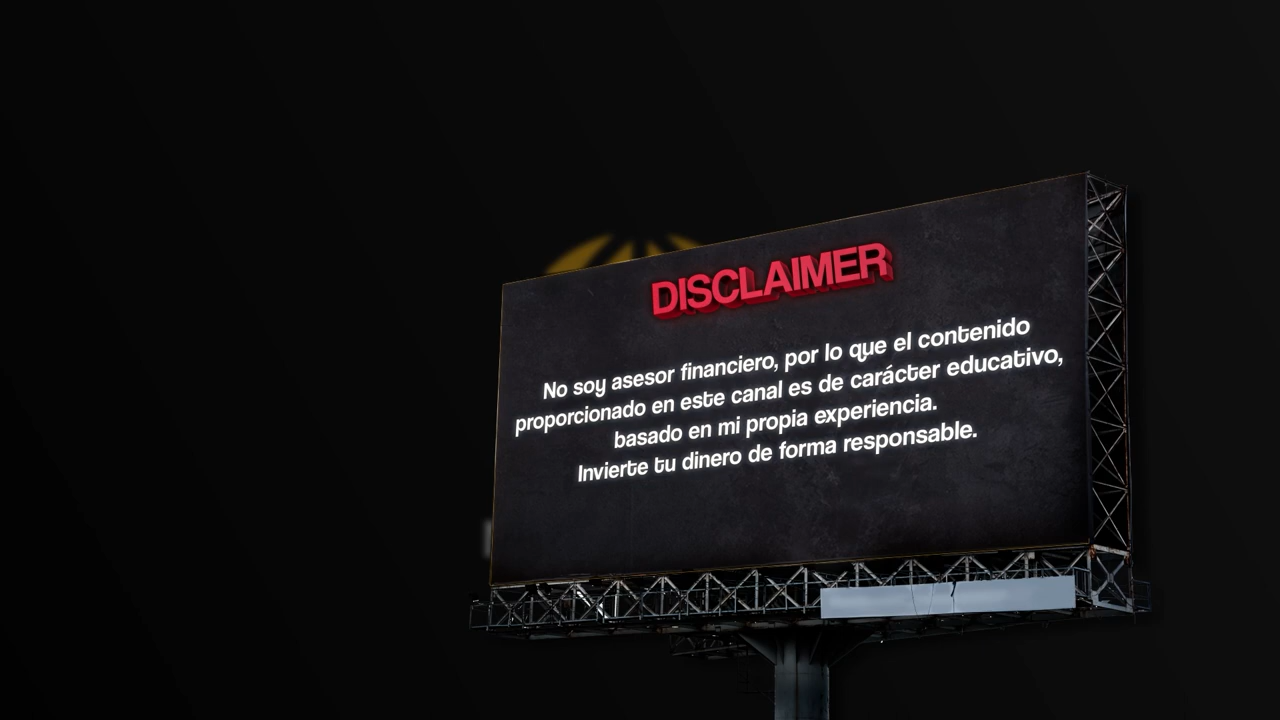 DISCLAIMER
No soy asesor financiero, por lo que el contenido
proporcionado en este canal es de carácter educativo,
basado en mi propia experiencia.
Invierte tu dinero de forma responsable.